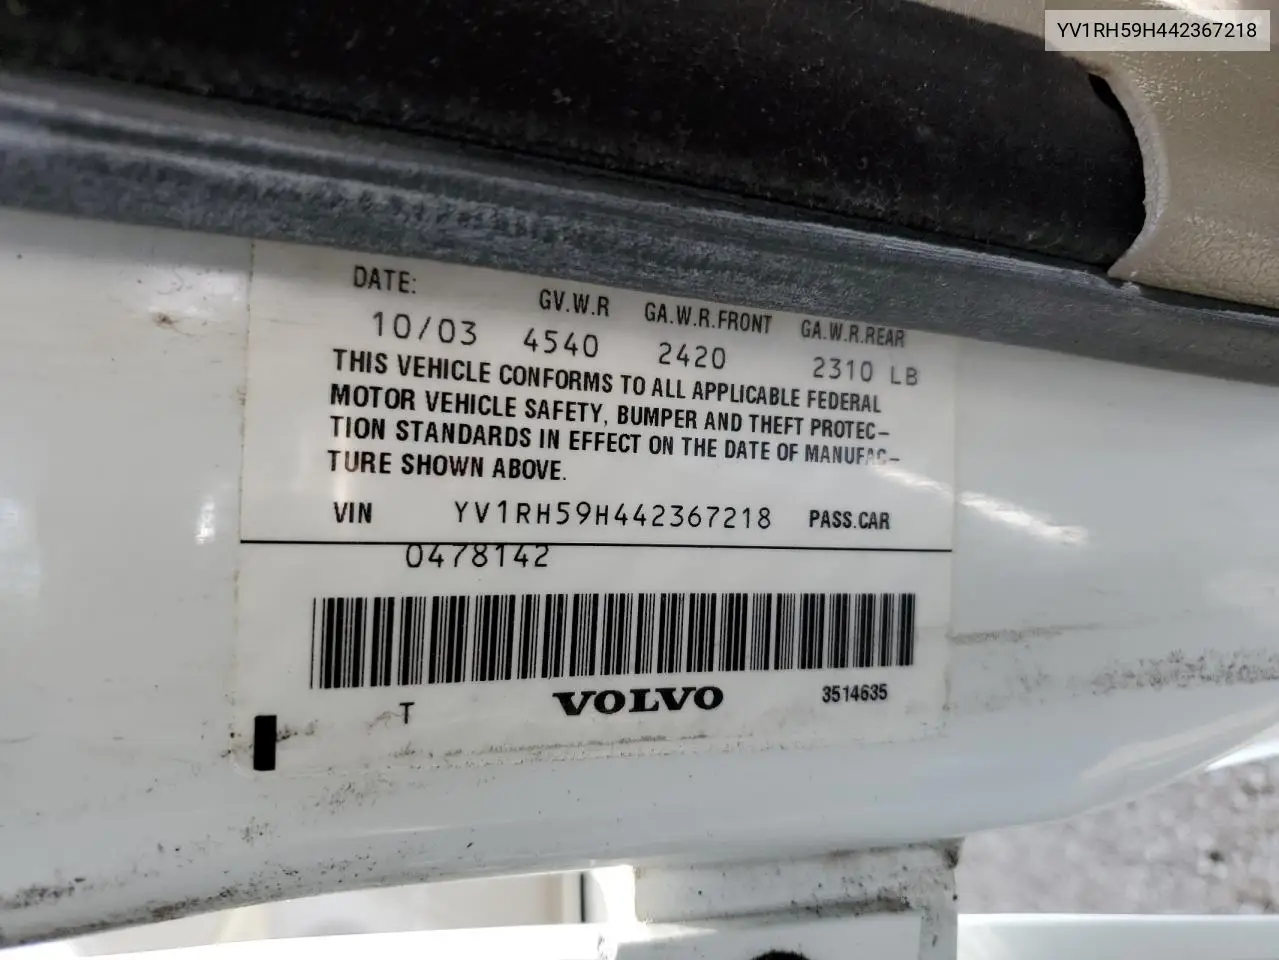 YV1RH59H442367218
DATE: GV.W.R GA.W.R.FRONT GA.W.R.REAR
10/03 4540 2420 2310 LB
THIS VEHICLE CONFORMS TO ALL APPLICABLE FEDERAL
MOTOR VEHICLE SAFETY, BUMPER AND THEFT PROTEC-
TION STANDARDS IN EFFECT ON THE DATE OF MANUFAC-
TURE SHOWN ABOVE.
VIN YV1RH59H442367218 PASS.CAR
0478142
T VOLVO 3514635